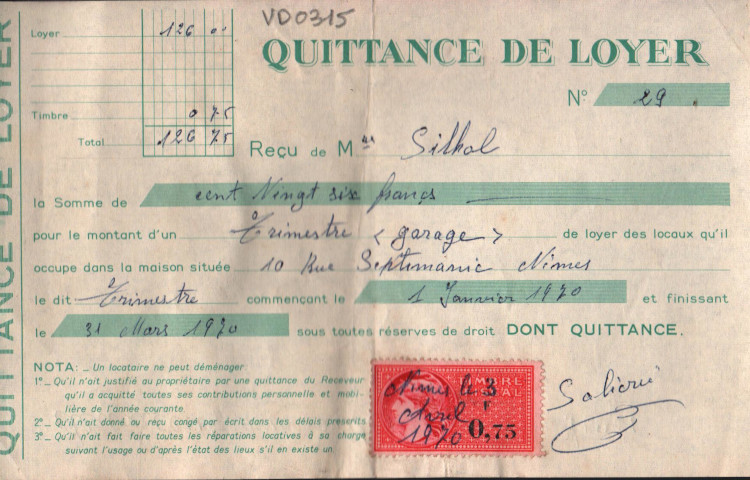 VD0315
QUITTANCE DE LOYER
QUITTANCE DE LOYER
Loyer 126 00
Timbre 0 75
Total 126 75
N° 29
Reçu de M
la Somme de cent Vingt six francs
pour le montant d'un Trimestre < garage > de loyer des locaux qu'il
occupe dans la maison située 10 Rue Septimanie Nimes
le dit Trimestre commençant le 1 Janvier 1970 et finissant
le 31 Mars 1970 sous toutes réserves de droit DONT QUITTANCE.
NOTA: _ Un locataire ne peut déménager
1° _ Qu'il n'ait justifié au propriétaire par une quittance du Receveur
qu'il a acquitté toutes ses contributions personnelle et mobi-
lière de l'année courante.
2° _ Qu'il n'ait donné ou reçu congé par écrit dans les délais presents
3° _ Qu'il n'ait fait faire toutes les réparations locatives à sa charge
suivant l'usage ou d'après l'état des lieux s'il en existe un.
TIMBRE
FISCAL
Nimes le 3
Avril
1970
F
0,75